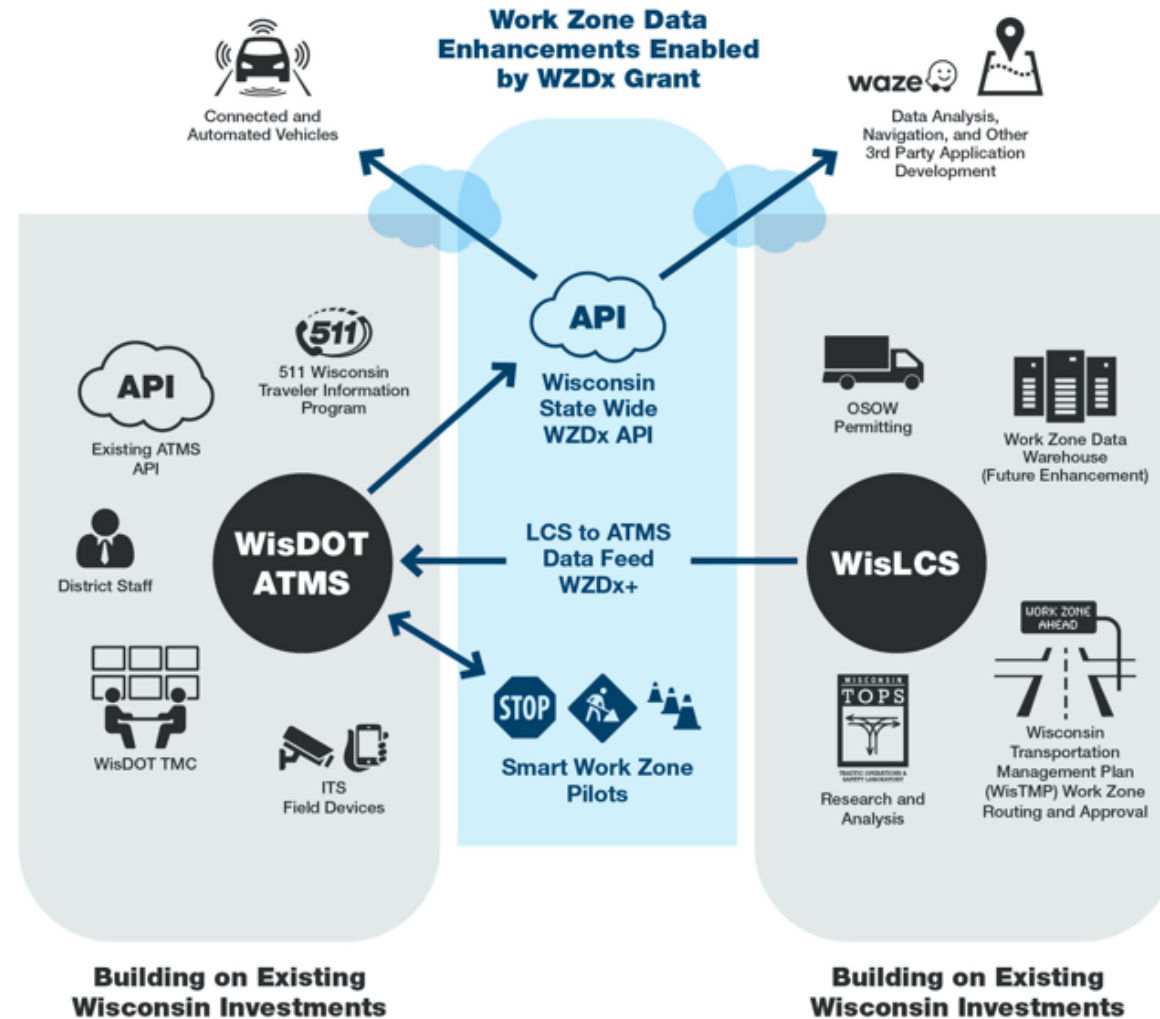 Work Zone Data
Enhancements Enabled
by WZDx Grant
Connected and
Automated Vehicles
waze
Data Analysis,
Navigation, and Other
3rd Party Application
Development
API
Wisconsin
State Wide
WZDx API
API
Existing ATMS
API
511
511 Wisconsin
Traveler Information
Program
WisDOT
ATMS
District Staff
WisDOT TMC
ITS
Field Devices
LCS to ATMS
Data Feed
WZDx+
STOP
Smart Work Zone
Pilots
OSOW
Permitting
Work Zone Data
Warehouse
(Future Enhancement)
WisLCS
WISCONSIN
TOPS
TRAFFIC OPERATIONS &
SAFETY LABORATORY
Research and
Analysis
WORK ZONE
AHEAD
Wisconsin
Transportation
Management Plan
(WisTMP) Work Zone
Routing and Approval
Building on Existing
Wisconsin Investments
Building on Existing
Wisconsin Investments